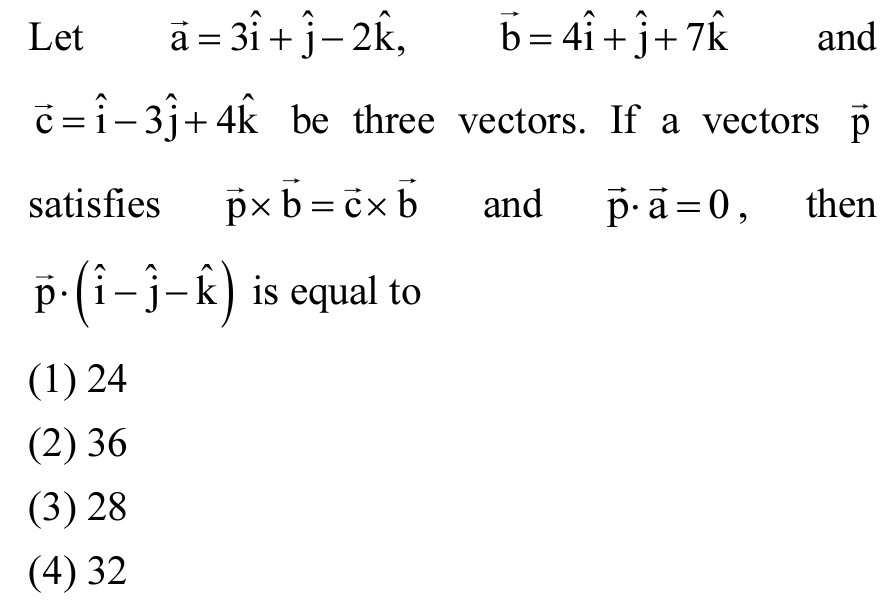 Let a⃗ = 3î + ĵ − 2k̂, b⃗ = 4î + ĵ + 7k̂ and
c⃗ = î − 3ĵ + 4k̂ be three vectors. If a vectors p⃗
satisfies p⃗ × b⃗ = c⃗ × b⃗ and p⃗ · a⃗ = 0 , then
p⃗ · (î − ĵ − k̂) is equal to
(1) 24
(2) 36
(3) 28
(4) 32